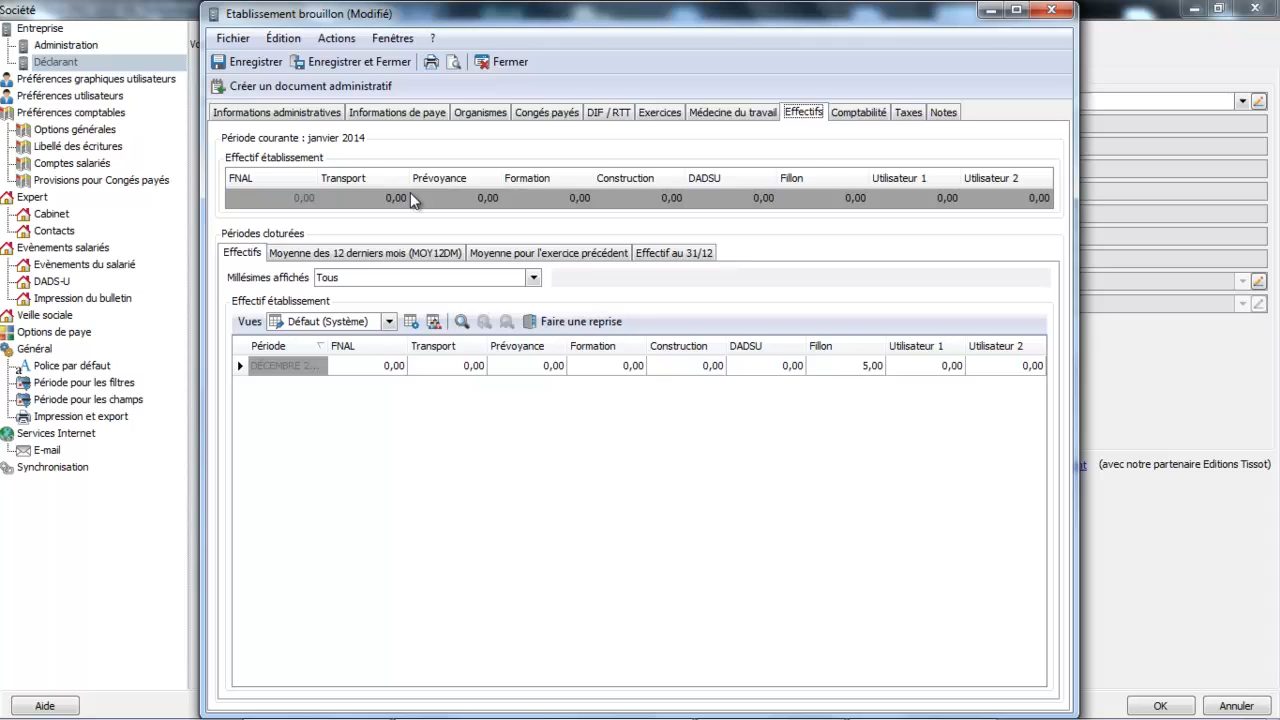 Société
Entreprise
Administration
Déclarant
Préférences graphiques utilisateurs
Préférences utilisateurs
Préférences comptables
Options générales
Libellé des écritures
Comptes salariés
Provisions pour Congés payés
Expert
Cabinet
Contacts
Evènements salariés
Evènements du salarié
DADS-U
Impression du bulletin
Veille sociale
Options de paye
Général
Police par défaut
Période pour les filtres
Période pour les champs
Impression et export
Services Internet
E-mail
Synchronisation
Aide
Etablissement brouillon (Modifié)
Fichier Édition Actions Fenêtres ?
Enregistrer Enregistrer et Fermer Fermer
Créer un document administratif
Informations administratives Informations de paye Organismes Congés payés DIF / RTT Exercices Médecine du travail Effectifs Comptabilité Taxes Notes
Période courante : janvier 2014
Effectif établissement
FNAL Transport Prévoyance Formation Construction DADSU Fillon Utilisateur 1 Utilisateur 2
0,00 0,00 0,00 0,00 0,00 0,00 0,00 0,00 0,00
Périodes cloturées
Effectifs Moyenne des 12 derniers mois (MOY12DM) Moyenne pour l'exercice précédent Effectif au 31/12
Millésimes affichés Tous
Effectif établissement
Vues Défaut (Système) Faire une reprise
Période FNAL Transport Prévoyance Formation Construction DADSU Fillon Utilisateur 1 Utilisateur 2
DÉCEMBRE 2... 0,00 0,00 0,00 0,00 0,00 0,00 5,00 0,00 0,00
(avec notre partenaire Editions Tissot)
OK Annuler